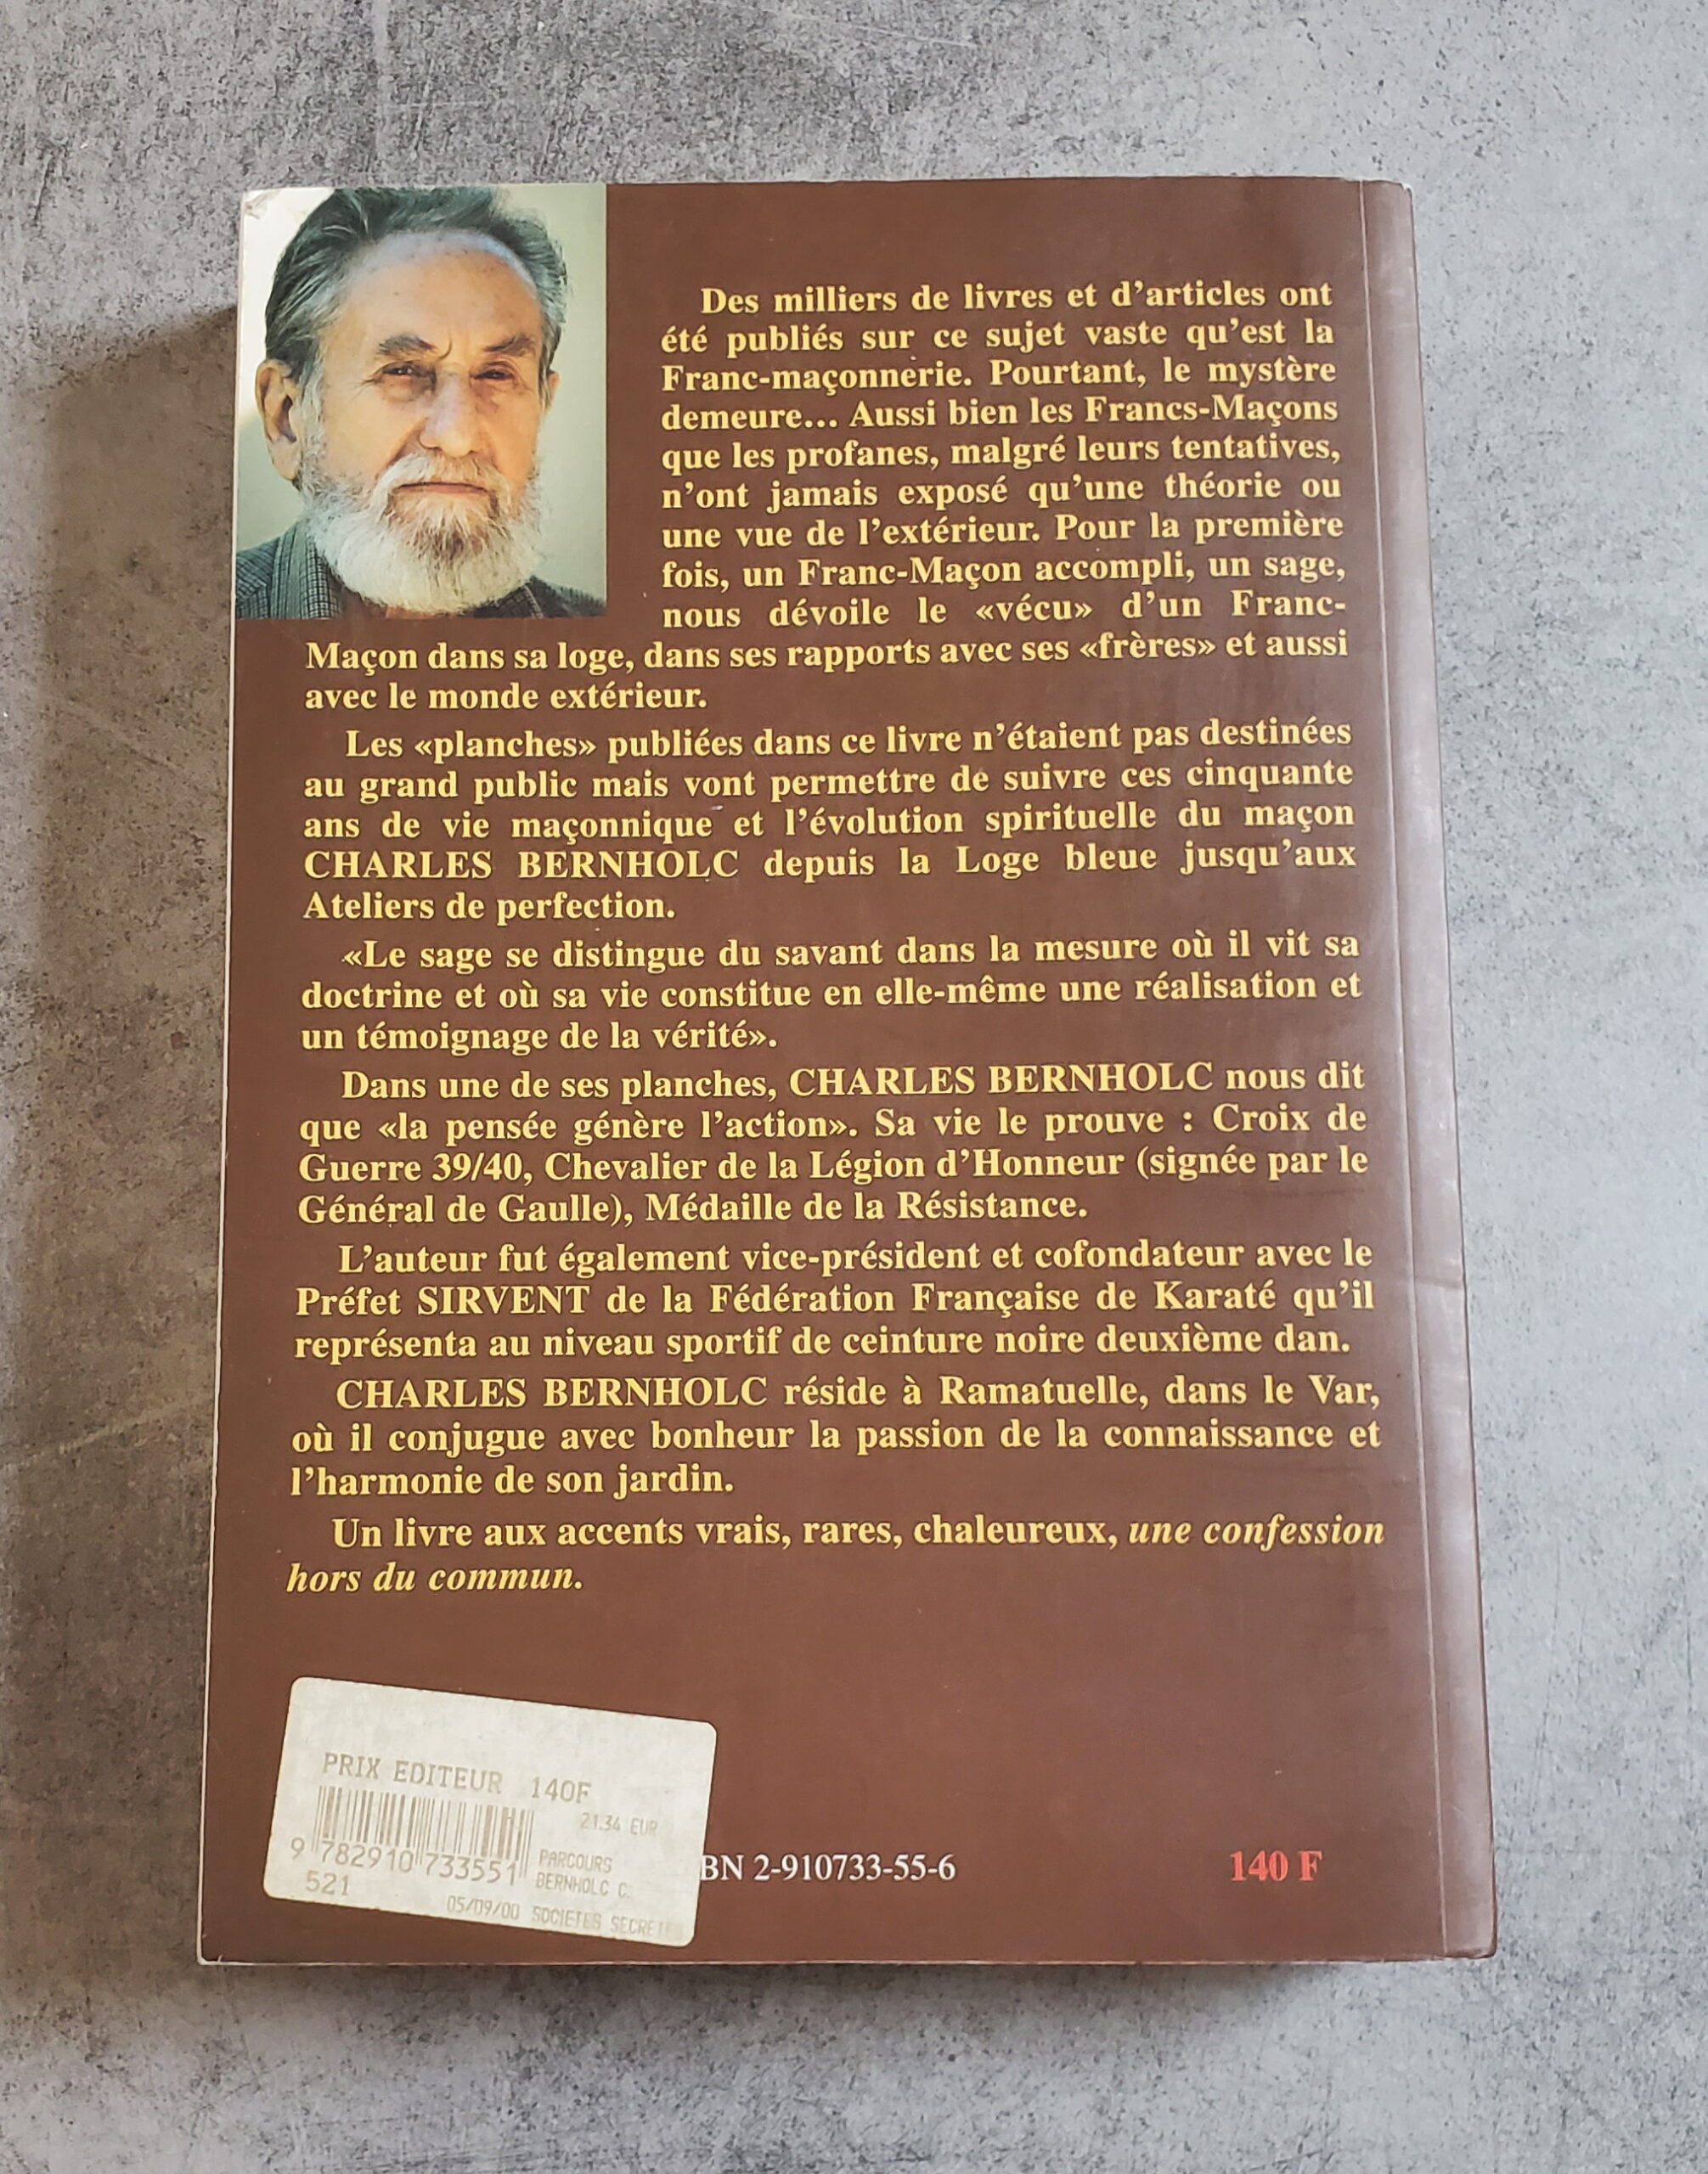 Des milliers de livres et d'articles ont
été publiés sur ce sujet vaste qu'est la
Franc-maçonnerie. Pourtant, le mystère
demeure... Aussi bien les Francs-Maçons
que les profanes, malgré leurs tentatives,
n'ont jamais exposé qu'une théorie ou
une vue de l'extérieur. Pour la première
fois, un Franc-Maçon accompli, un sage,
nous dévoile le «vécu» d'un Franc-
Maçon dans sa loge, dans ses rapports avec ses «frères» et aussi
avec le monde extérieur.
Les «planches» publiées dans ce livre n'étaient pas destinées
au grand public mais vont permettre de suivre ces cinquante
ans de vie maçonnique et l'évolution spirituelle du maçon
CHARLES BERNHOLC depuis la Loge bleue jusqu'aux
Ateliers de perfection.
«Le sage se distingue du savant dans la mesure où il vit sa
doctrine et où sa vie constitue en elle-même une réalisation et
un témoignage de la vérité».
Dans une de ses planches, CHARLES BERNHOLC nous dit
que «la pensée génère l'action». Sa vie le prouve : Croix de
Guerre 39/40, Chevalier de la Légion d'Honneur (signée par le
Général de Gaulle), Médaille de la Résistance.
L'auteur fut également vice-président et cofondateur avec le
Préfet SIRVENT de la Fédération Française de Karaté qu'il
représenta au niveau sportif de ceinture noire deuxième dan.
CHARLES BERNHOLC réside à Ramatuelle, dans le Var,
où il conjugue avec bonheur la passion de la connaissance et
l'harmonie de son jardin.
Un livre aux accents vrais, rares, chaleureux, une confession
hors du commun.
PRIX EDITEUR 140F
21.34 EUR
9 782910 733551
PARCOURS
BERNHOLC C.
521
05/09/00 SOCIETES SECRET
BN 2-910733-55-6
140 F